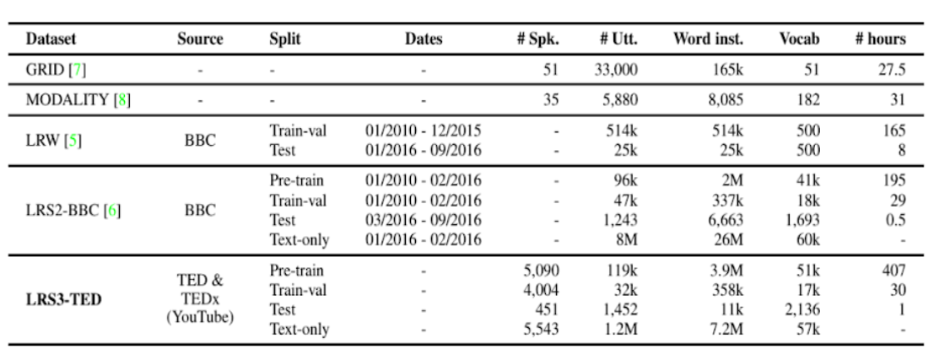 Dataset Source Split Dates # Spk. # Utt. Word inst. Vocab # hours
GRID [7] - - - 51 33,000 165k 51 27.5
MODALITY [8] - - - 35 5,880 8,085 182 31
LRW [5] BBC Train-val 01/2010 - 12/2015 - 514k 514k 500 165
Test 01/2016 - 09/2016 - 25k 25k 500 8
LRS2-BBC [6] BBC Pre-train 01/2010 - 02/2016 - 96k 2M 41k 195
Train-val 01/2010 - 02/2016 - 47k 337k 18k 29
Test 03/2016 - 09/2016 - 1,243 6,663 1,693 0.5
Text-only 01/2016 - 02/2016 - 8M 26M 60k -
LRS3-TED TED & TEDx (YouTube) Pre-train - 5,090 119k 3.9M 51k 407
Train-val - 4,004 32k 358k 17k 30
Test - 451 1,452 11k 2,136 1
Text-only - 5,543 1.2M 7.2M 57k -